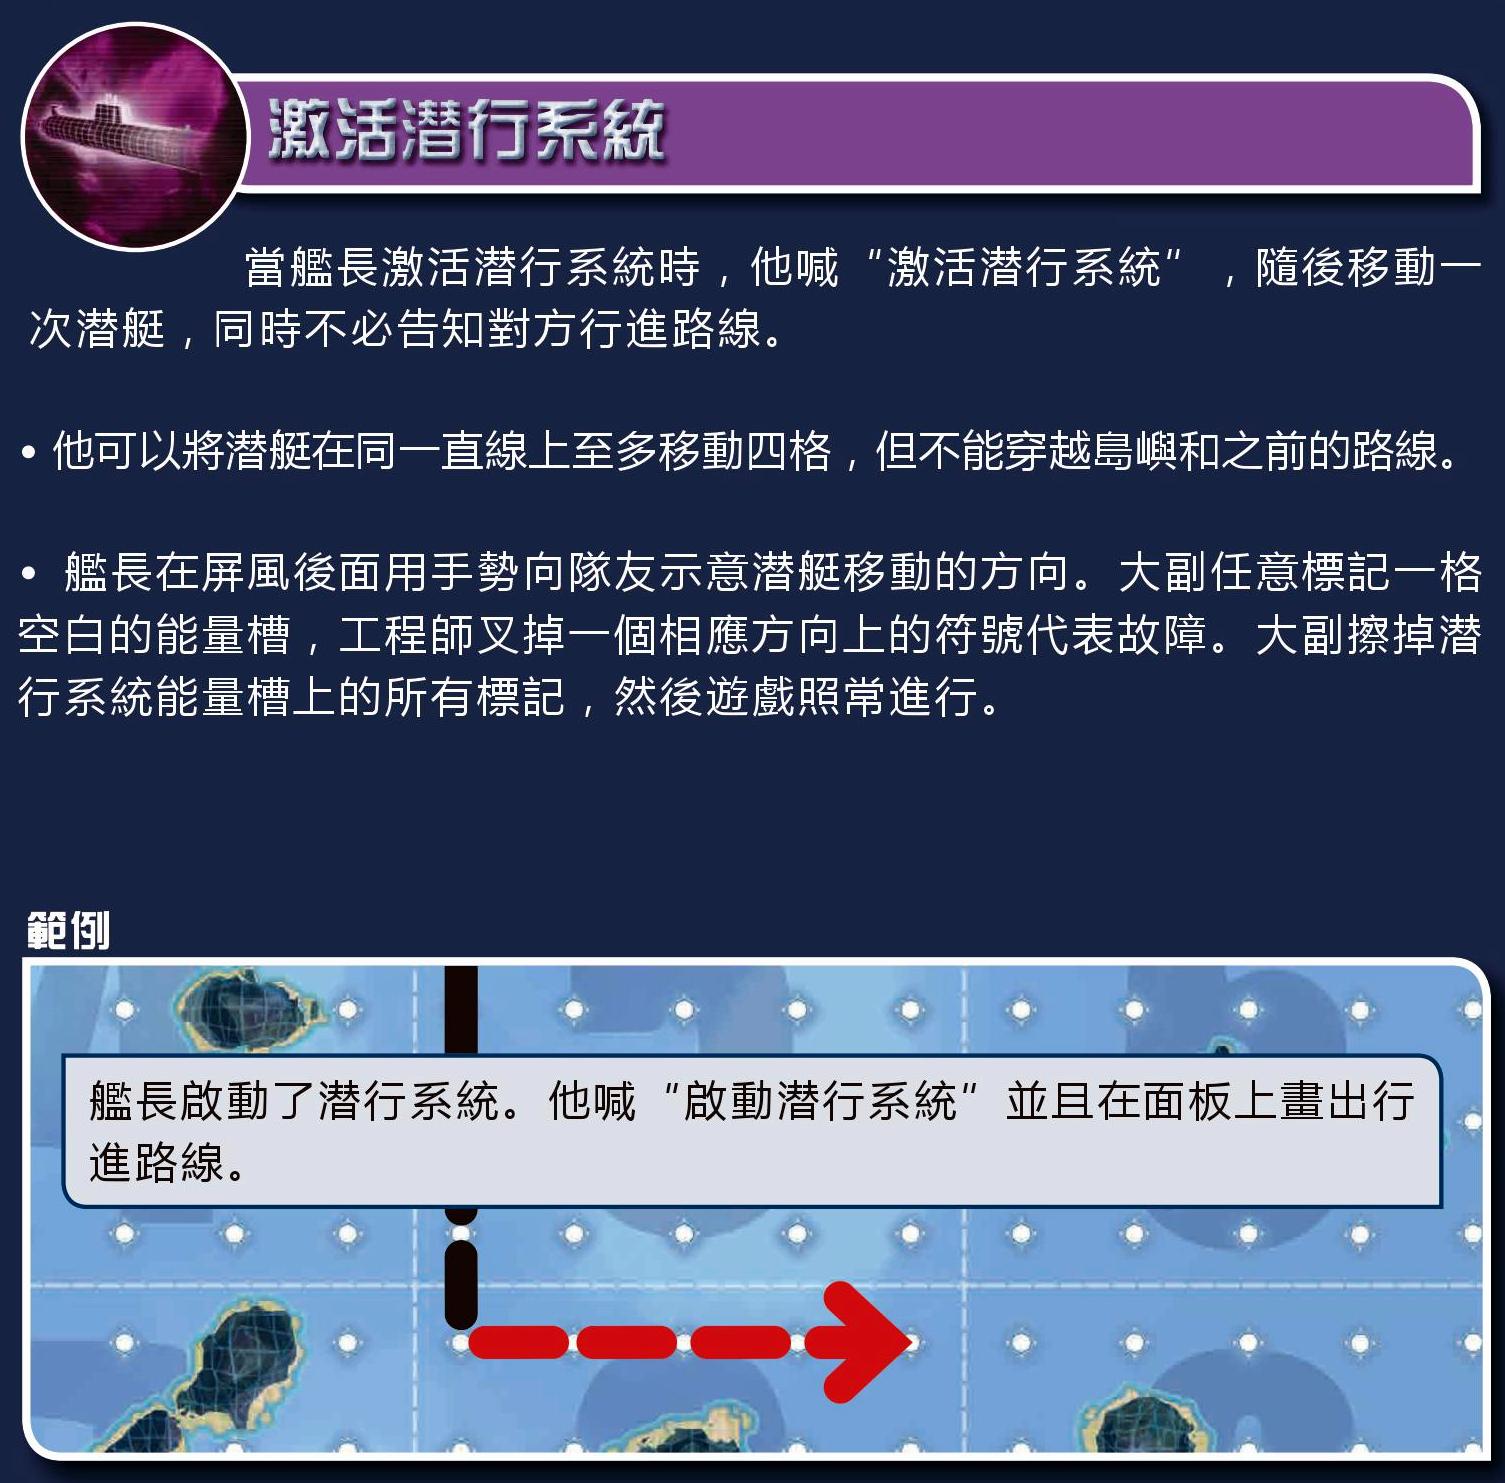 激活潜行系統
當艦長激活潜行系統時，他喊“激活潜行系統”，隨後移動一
次潜艇，同時不必告知對方行進路線。
• 他可以將潜艇在同一直線上至多移動四格，但不能穿越島嶼和之前的路線。
• 艦長在屏風後面用手勢向隊友示意潜艇移動的方向。大副任意標記一格
空白的能量槽，工程師叉掉一個相應方向上的符號代表故障。大副擦掉潜
行系統能量槽上的所有標記，然後遊戲照常進行。
範例
艦長啟動了潜行系統。他喊“啟動潜行系統”並且在面板上畫出行
進路線。